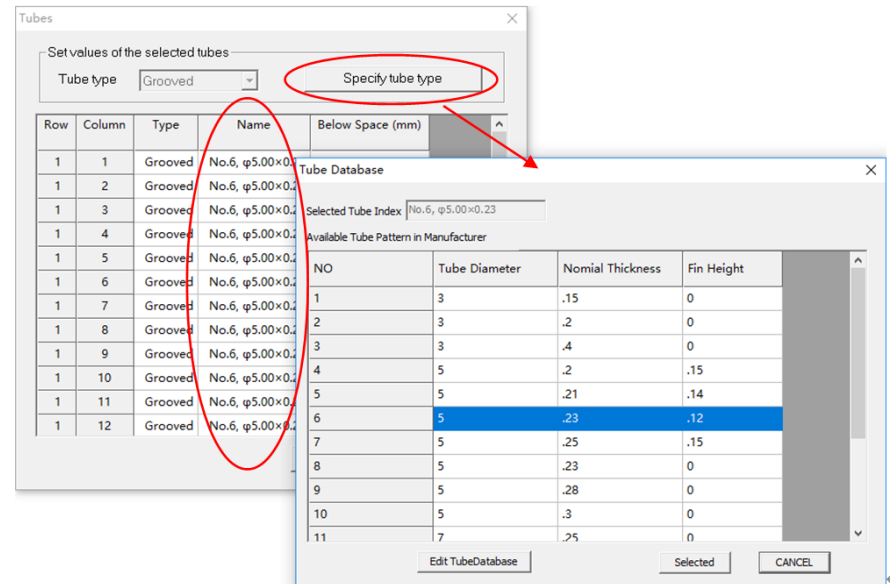 Tubes
Set values of the selected tubes
Tube type Grooved Specify tube type
Row Column Type Name Below Space (mm)
1 1 Grooved No.6, φ5.00×0.
1 2 Grooved No.6, φ5.00×0.2
1 3 Grooved No.6, φ5.00×0.2
1 4 Grooved No.6, φ5.00×0.2
1 5 Grooved No.6, φ5.00×0.2
1 6 Grooved No.6, φ5.00×0.2
1 7 Grooved No.6, φ5.00×0.2
1 8 Grooved No.6, φ5.00×0.2
1 9 Grooved No.6, φ5.00×0.2
1 10 Grooved No.6, φ5.00×0.2
1 11 Grooved No.6, φ5.00×0.2
1 12 Grooved No.6, φ5.00×0.2
Tube Database
Selected Tube Index No.6, φ5.00×0.23
Available Tube Pattern in Manufacturer
NO Tube Diameter Nomial Thickness Fin Height
1 3 .15 0
2 3 .2 0
3 3 .4 0
4 5 .2 .15
5 5 .21 .14
6 5 .23 .12
7 5 .25 .15
8 5 .23 0
9 5 .28 0
10 5 .3 0
11 7 .25 0
Edit TubeDatabase Selected CANCEL